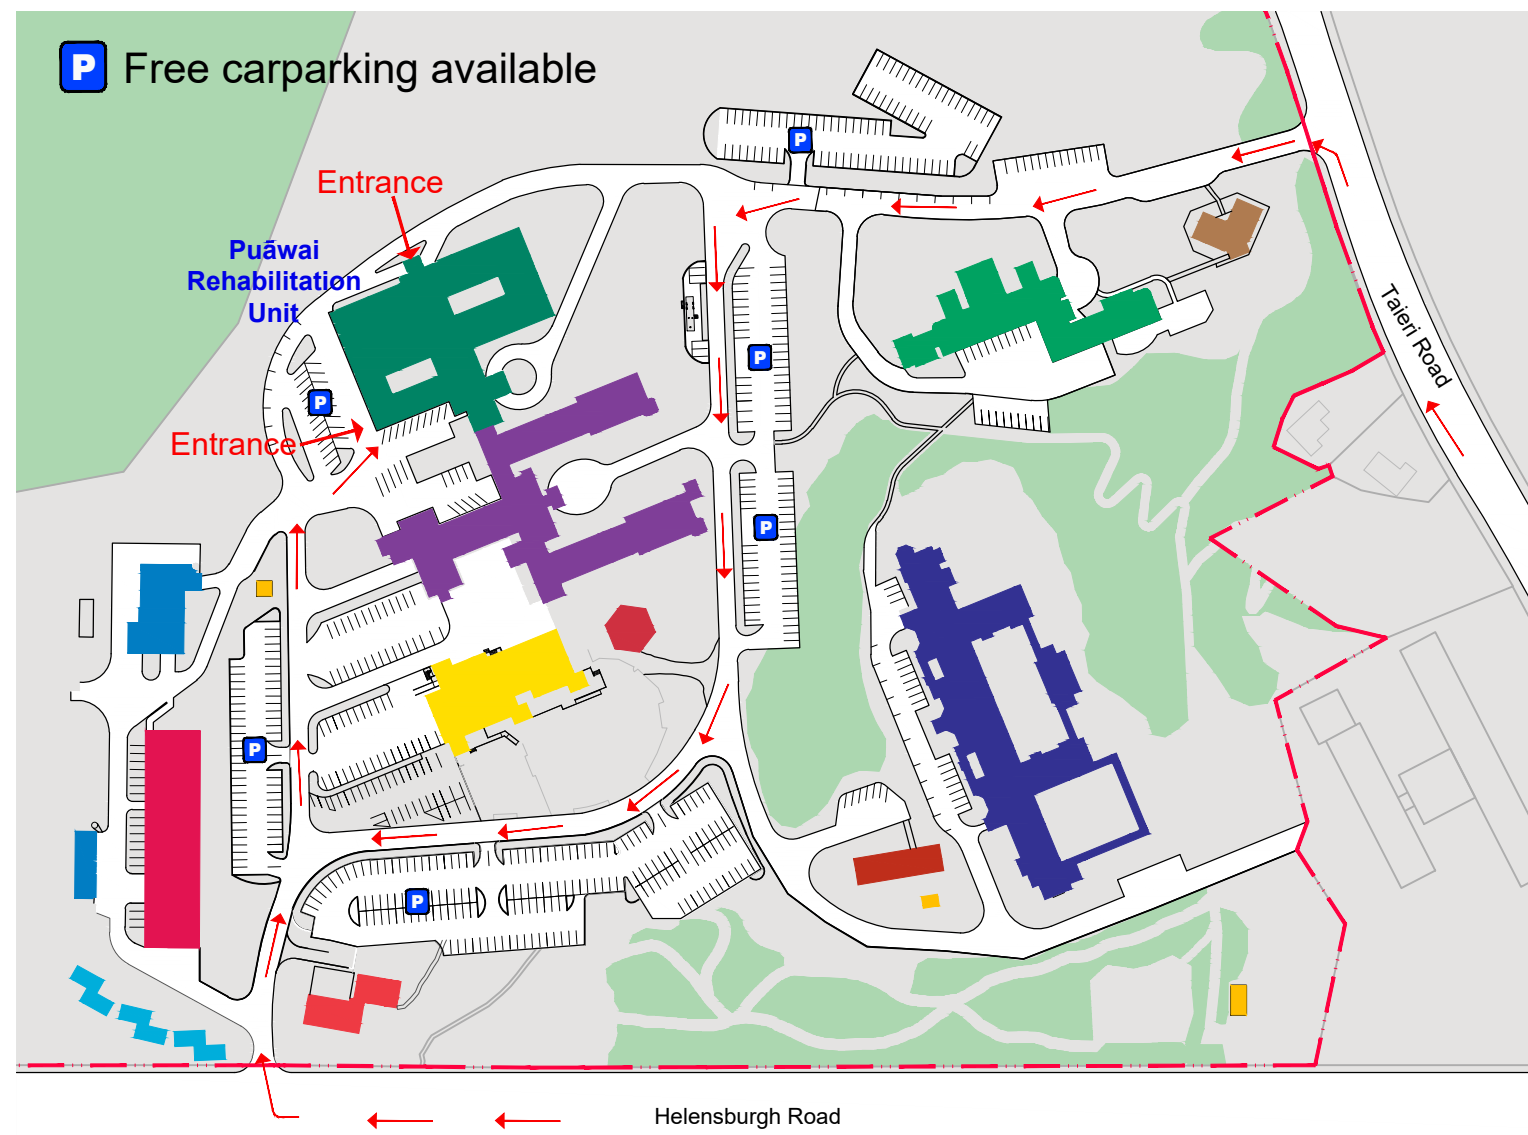 P Free carparking available
P
Entrance
Puāwai
Rehabilitation
Unit
Taieri Road
P
P
Entrance
P
P
P
Helensburgh Road